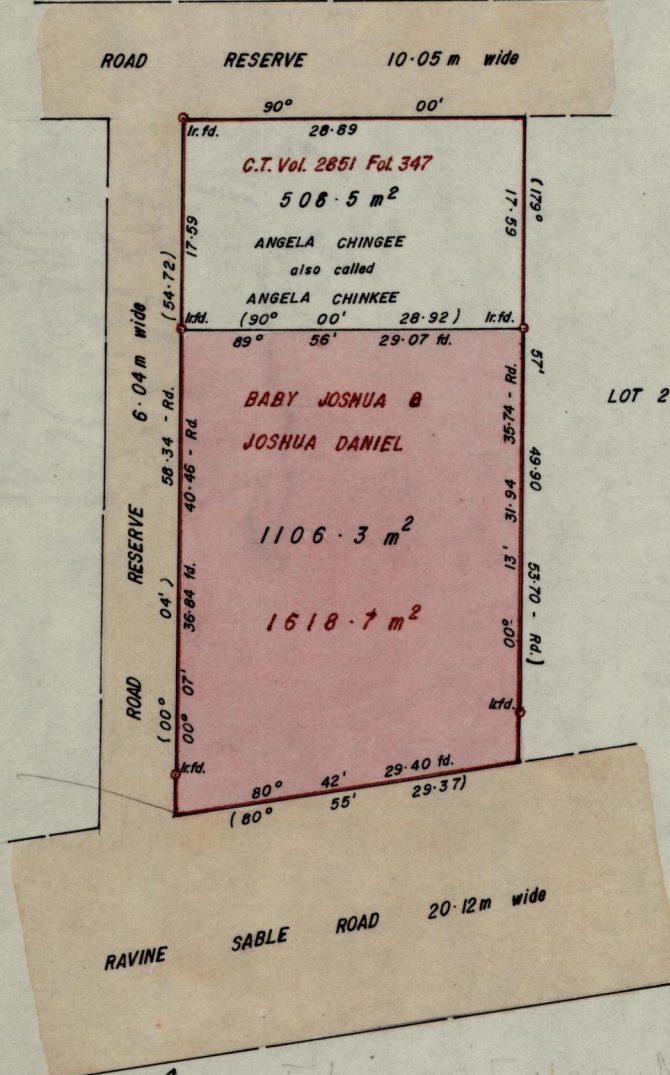 ROAD RESERVE 10·05 m wide
90° 00'
Ir. fd. 28·89
C.T. Vol. 2851 Fol. 347
508·5 m²
ANGELA CHINGEE
also called
ANGELA CHINKEE
17·59
17·59
(179° 57' 49·90 53·70 - Rd.)
(00° 04') 58·34 - Rd. (54·72)
Ir.fd. (90° 00' 28·92) Ir.fd.
89° 56' 29·07 fd.
ROAD RESERVE 6·04 m wide
LOT 2
BABY JOSHUA &
JOSHUA DANIEL
1106·3 m²
1618·7 m²
00° 07' 36·84 fd. 40·46 - Rd.
00° 13' 31·94 35·74 - Rd.
Ir.fd.
Ir.fd.
80° 42' 29·40 fd.
(80° 55' 29·37)
RAVINE SABLE ROAD 20·12 m wide